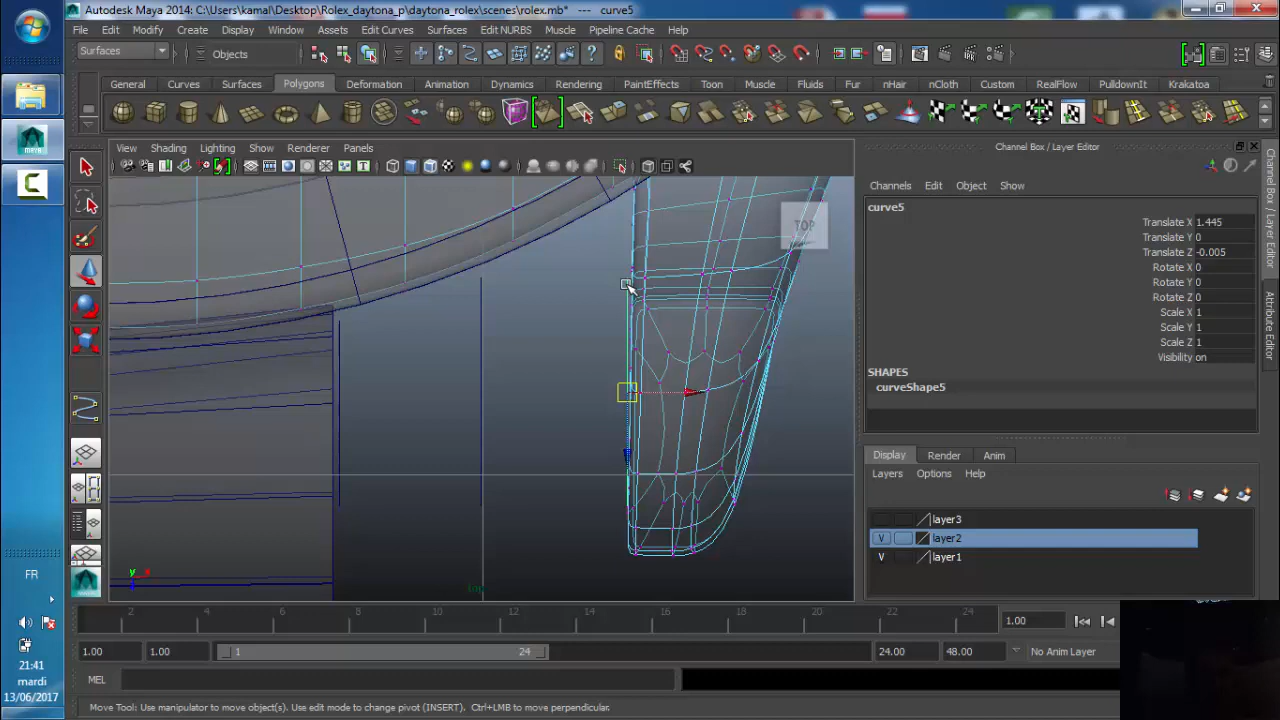 Autodesk Maya 2014: C:\Users\kamal\Desktop\Rolex_daytona_p\daytona_rolex\scenes\rolex.mb* --- curve5
File Edit Modify Create Display Window Assets Edit Curves Surfaces Edit NURBS Muscle Pipeline Cache Help
Surfaces Objects
General Curves Surfaces Polygons Deformation Animation Dynamics Rendering PaintEffects Toon Muscle Fluids Fur nHair nCloth Custom RealFlow PulldownIt Krakatoa
View Shading Lighting Show Renderer Panels
Channel Box / Layer Editor
Channels Edit Object Show
curve5
Translate X 1.445
Translate Y 0
Translate Z -0.005
Rotate X 0
Rotate Y 0
Rotate Z 0
Scale X 1
Scale Y 1
Scale Z 1
Visibility on
SHAPES
curveShape5
Channel Box / Layer Editor
Attribute Editor
TOP
y x
z
top
Display Render Anim
Layers Options Help
layer3
V layer2
V layer1
maya
FR
21:41
mardi
13/06/2017
2 4 6 8 10 12 14 16 18 20 22 24
1.00
1.00 1.00 1 24 24.00 48.00 No Anim Layer
MEL
Move Tool: Use manipulator to move object(s). Use edit mode to change pivot (INSERT). Ctrl+LMB to move perpendicular.